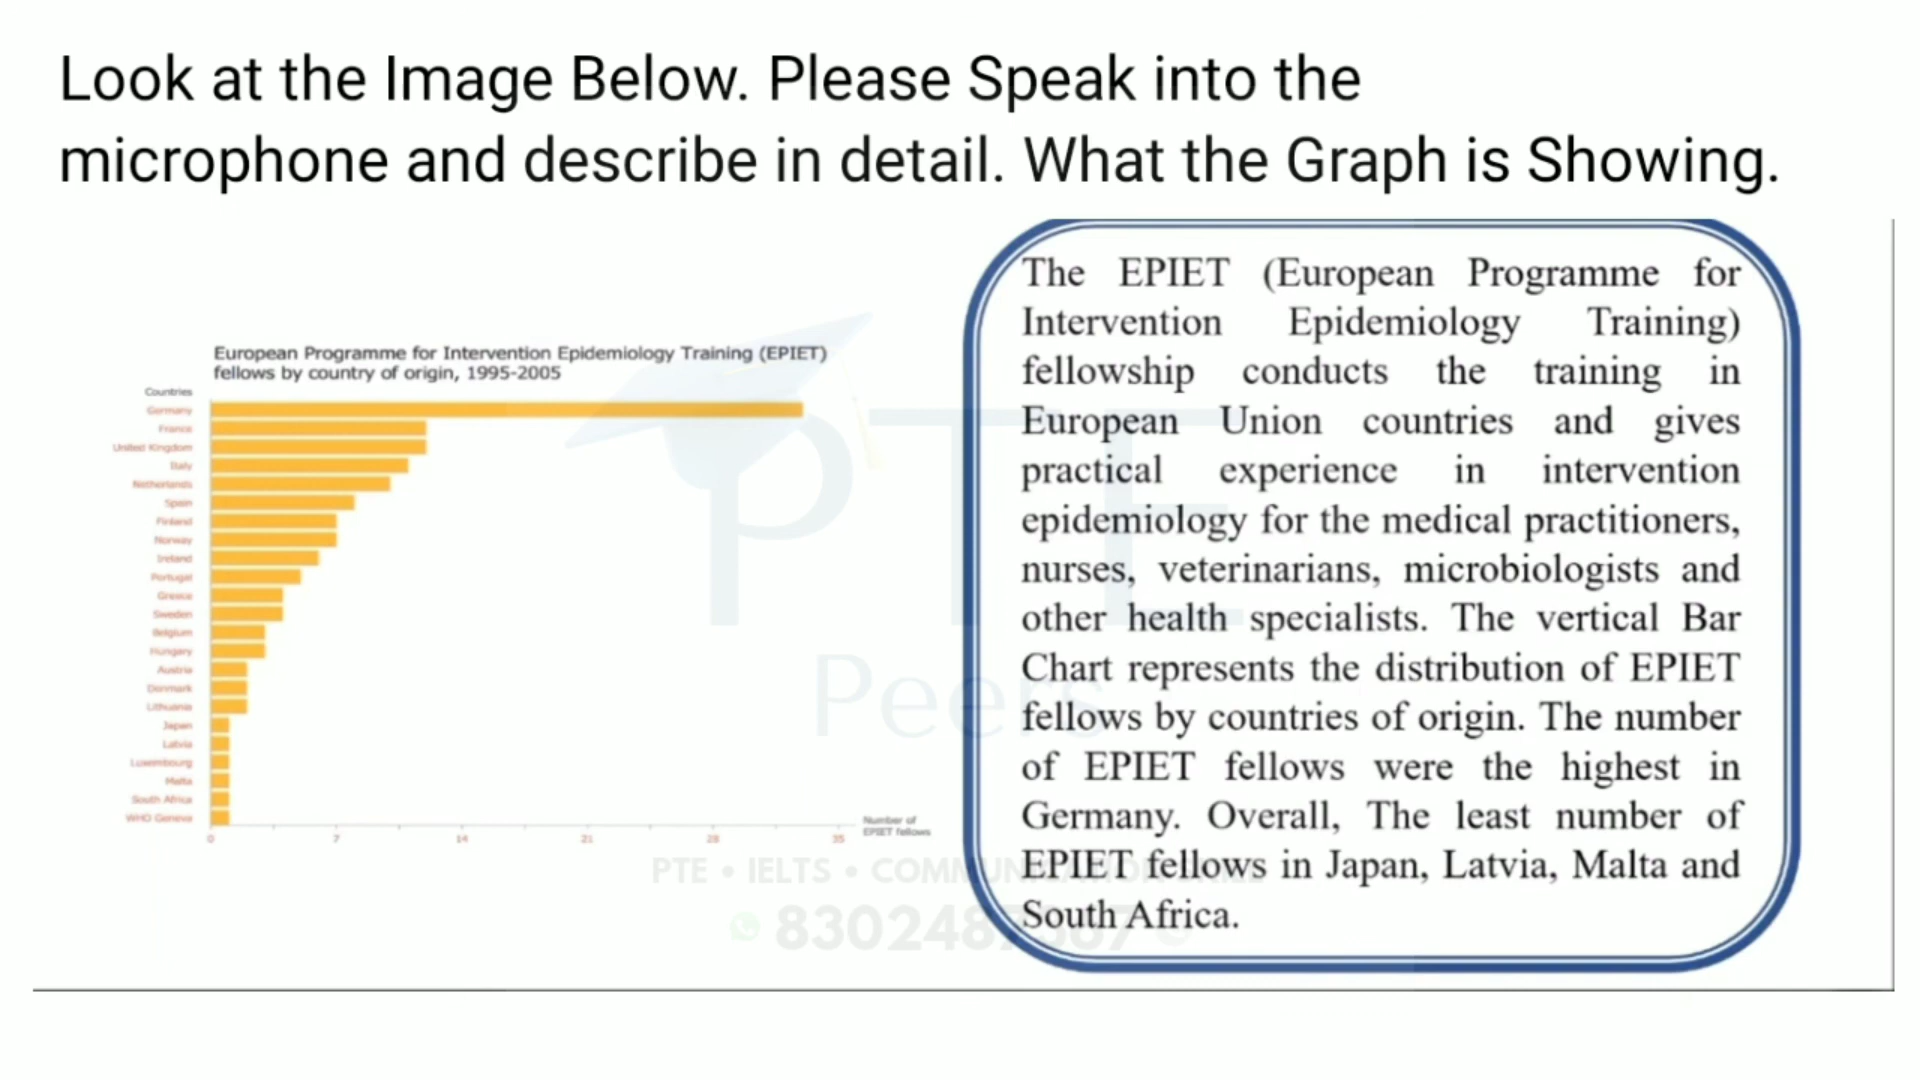 Look at the Image Below. Please Speak into the
microphone and describe in detail. What the Graph is Showing.
European Programme for Intervention Epidemiology Training (EPIET)
fellows by country of origin, 1995-2005
Countries
Germany
France
United Kingdom
Italy
Netherlands
Spain
Finland
Norway
Ireland
Portugal
Greece
Sweden
Belgium
Hungary
Austria
Denmark
Lithuania
Japan
Latvia
Luxembourg
Malta
South Africa
WHO Geneva
0 7 14 21 28 35
Number of
EPIET fellows
The EPIET (European Programme for
Intervention Epidemiology Training)
fellowship conducts the training in
European Union countries and gives
practical experience in intervention
epidemiology for the medical practitioners,
nurses, veterinarians, microbiologists and
other health specialists. The vertical Bar
Chart represents the distribution of EPIET
fellows by countries of origin. The number
of EPIET fellows were the highest in
Germany. Overall, The least number of
EPIET fellows in Japan, Latvia, Malta and
South Africa.
PTE
Peers
PTE • IELTS •